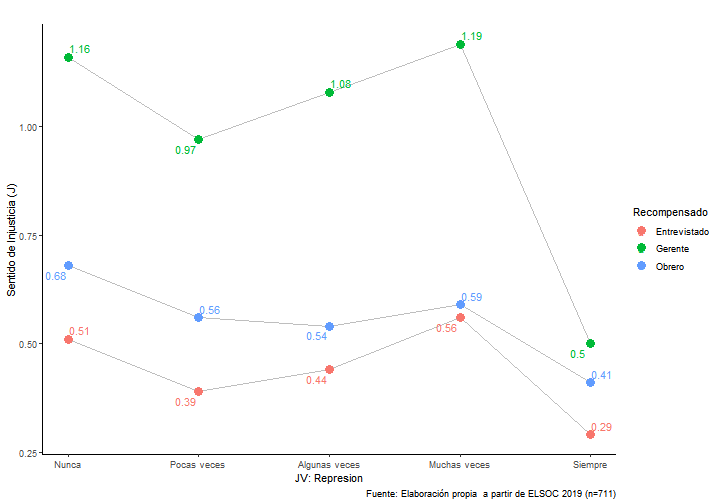 1.16
1.19
1.08
0.97
1.00
Sentido de Injusticia (J)
0.75
0.68
0.56
0.59
0.51
0.54
0.56
0.50
0.5
0.39
0.44
0.41
0.29
0.25
Nunca
Pocas veces
Algunas veces
Muchas veces
Siempre
JV: Represion
Fuente: Elaboración propia  a partir de ELSOC 2019 (n=711)
Recompensado
Entrevistado
Gerente
Obrero